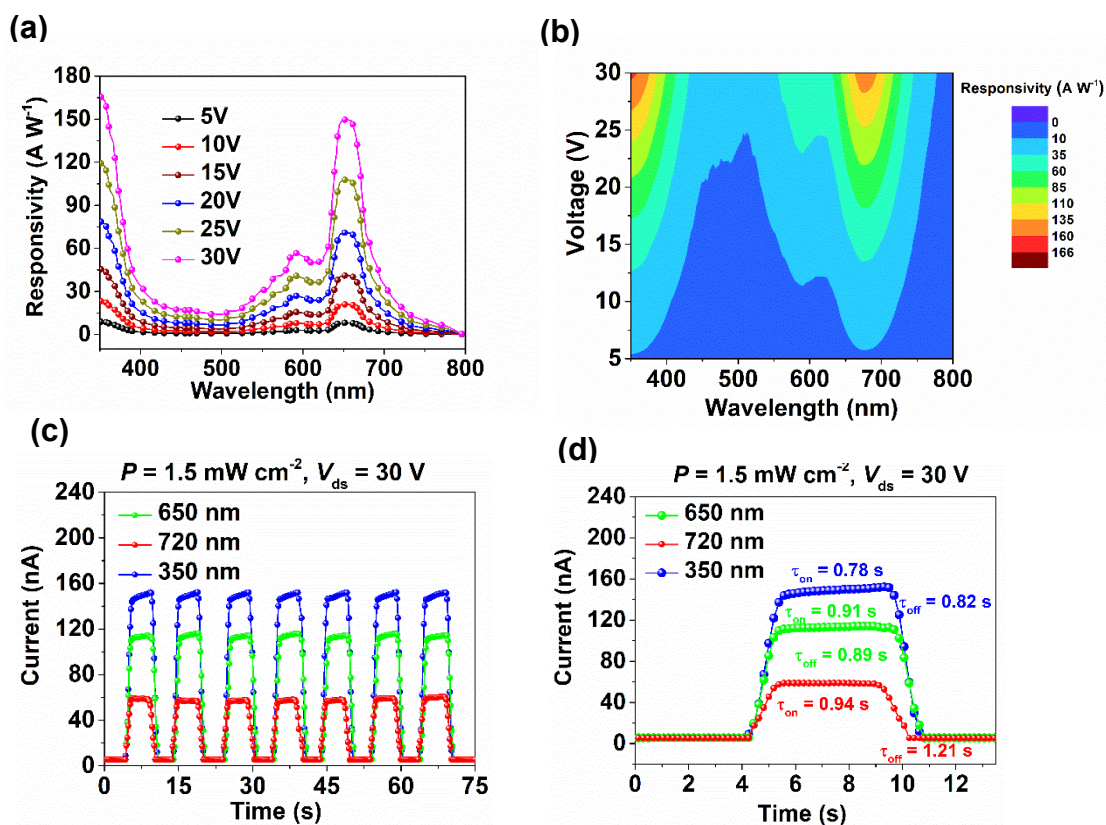 (a)
Responsivity (A W⁻¹)
180
150
120
90
60
30
0
5V
10V
15V
20V
25V
30V
400 500 600 700 800
Wavelength (nm)
(b)
Voltage (V)
30
25
20
15
10
5
400 500 600 700 800
Wavelength (nm)
Responsivity (A W⁻¹)
0
10
35
60
85
110
135
160
166
(c)
P = 1.5 mW cm⁻², V_ds = 30 V
Current (nA)
240
200
160
120
80
40
0
650 nm
720 nm
350 nm
0 15 30 45 60 75
Time (s)
(d)
P = 1.5 mW cm⁻², V_ds = 30 V
Current (nA)
240
200
160
120
80
40
0
650 nm
720 nm
350 nm
τ_on = 0.78 s
τ_off = 0.82 s
τ_on = 0.91 s
τ_off = 0.89 s
τ_on = 0.94 s
τ_off = 1.21 s
0 2 4 6 8 10 12
Time (s)